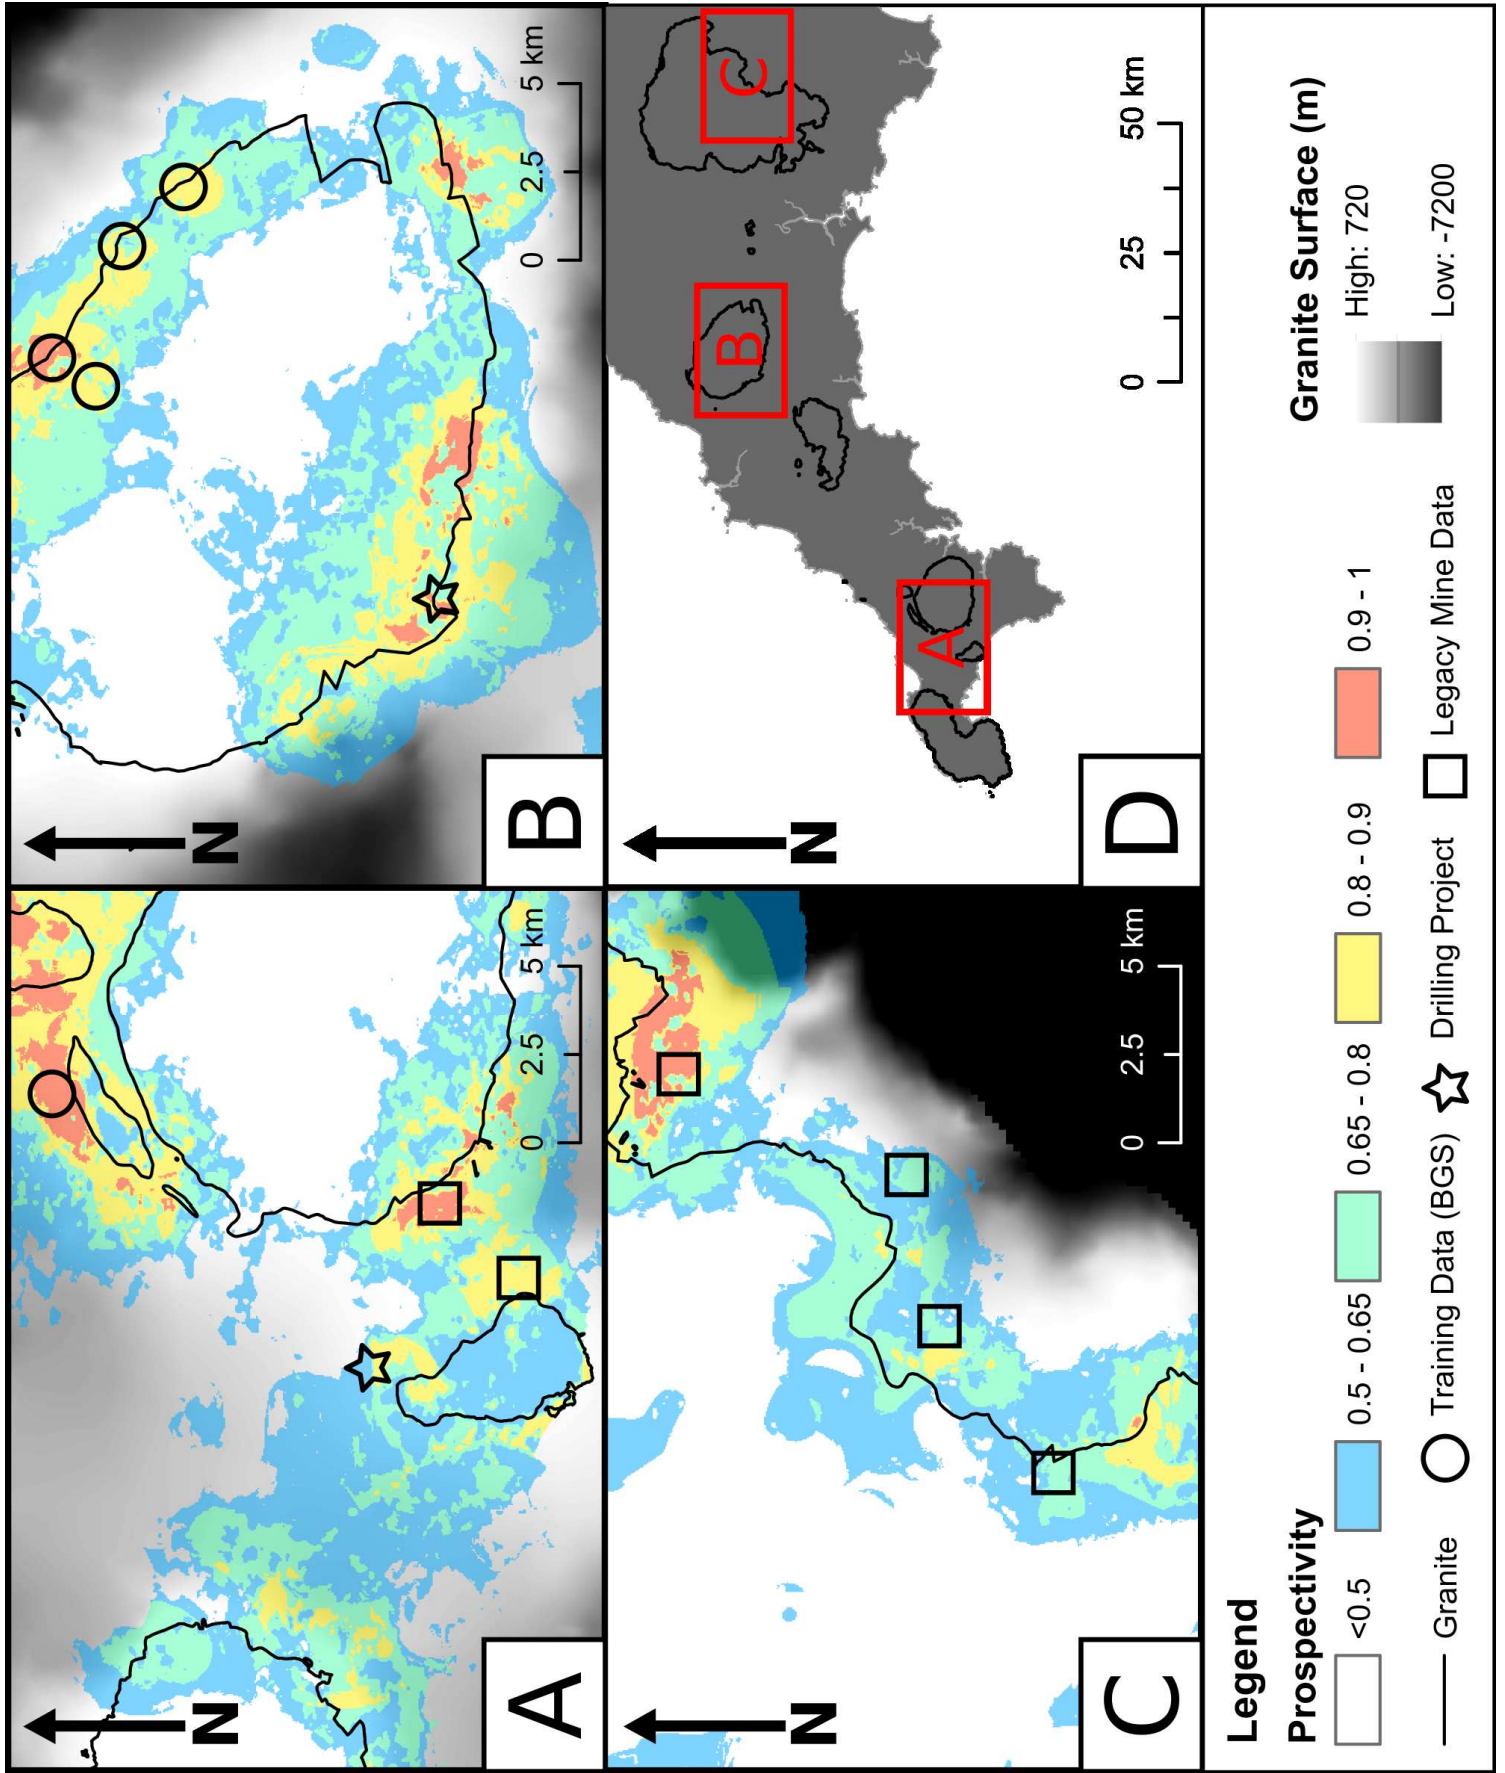 N
A
0 2.5 5 km
N
B
0 2.5 5 km
N
C
0 2.5 5 km
N
A
B
C
D
0 25 50 km
Legend
Prospectivity
<0.5 0.5 - 0.65 0.65 - 0.8 0.8 - 0.9 0.9 - 1
Granite Training Data (BGS) Drilling Project Legacy Mine Data
Granite Surface (m)
High: 720
Low: -7200